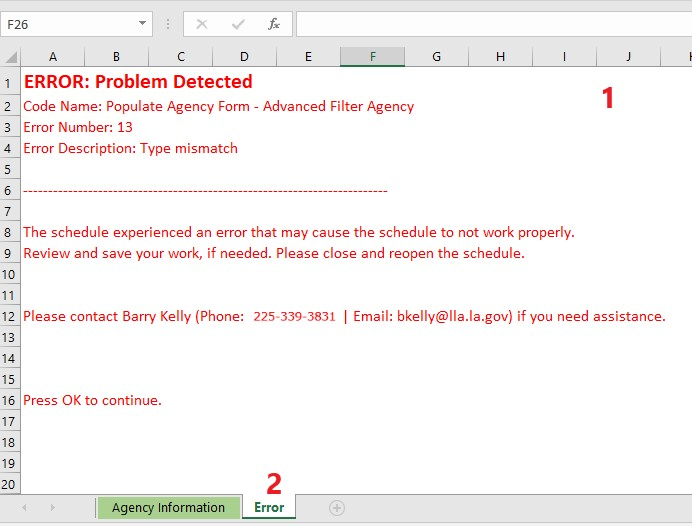 F26
fx
A B C D E F G H I J
1 ERROR: Problem Detected
1
2 Code Name: Populate Agency Form - Advanced Filter Agency
3 Error Number: 13
4 Error Description: Type mismatch
5
6 -------------------------------------------------------------------------
7
8 The schedule experienced an error that may cause the schedule to not work properly.
9 Review and save your work, if needed. Please close and reopen the schedule.
10
11
12 Please contact Barry Kelly (Phone: 225-339-3831 | Email: bkelly@lla.la.gov) if you need assistance.
13
14
15
16 Press OK to continue.
17
18
19
20
2
Agency Information Error